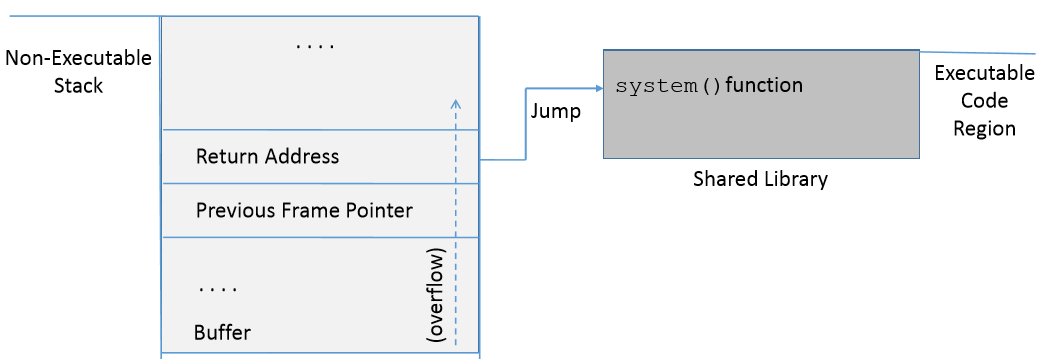 Non-Executable
Stack
....
Return Address
Previous Frame Pointer
....
Buffer
(overflow)
Jump
system() function
Shared Library
Executable
Code
Region